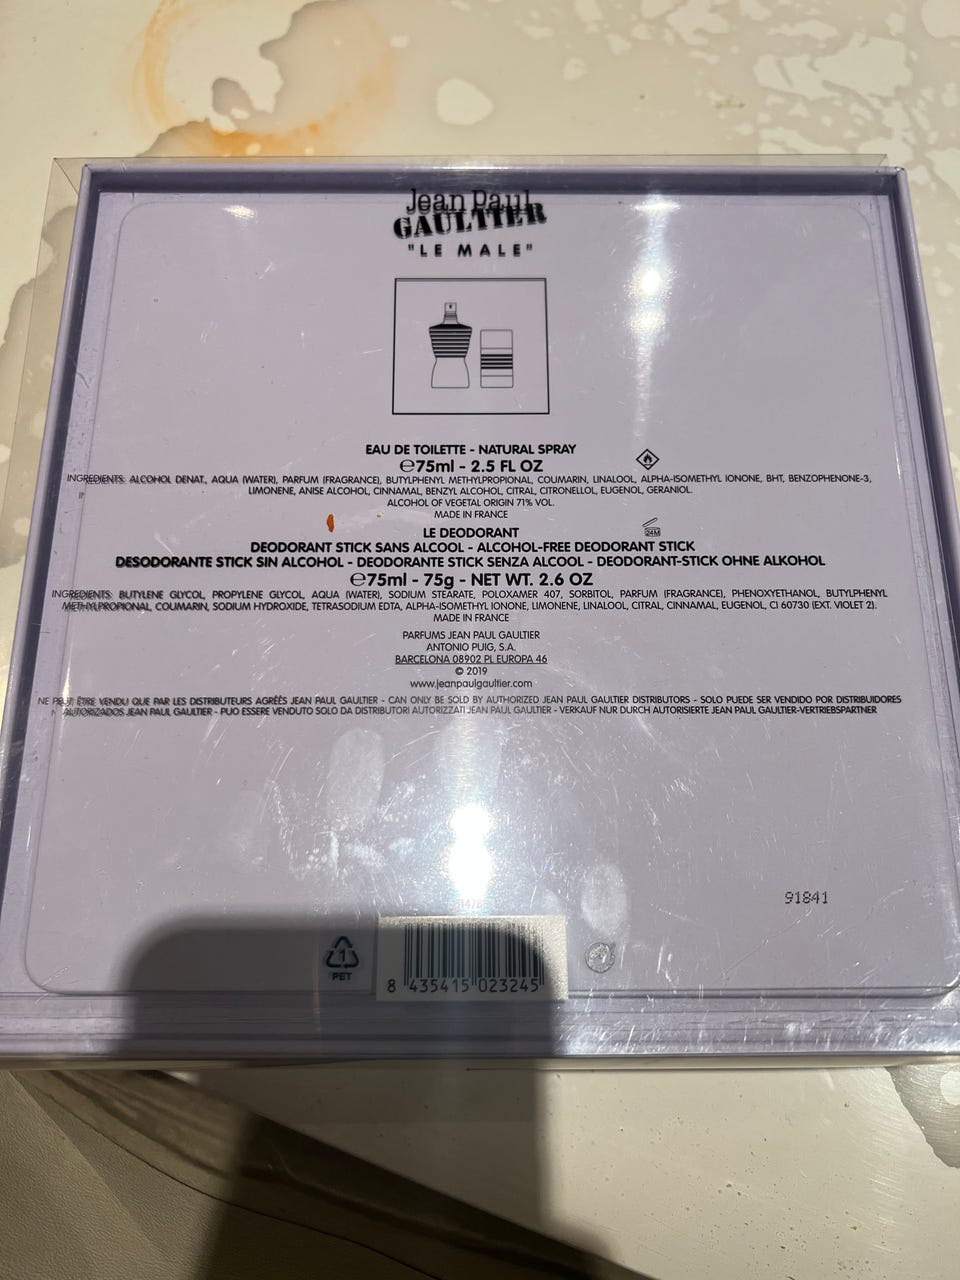 Jean Paul
GAULTIER
"LE MALE"
EAU DE TOILETTE - NATURAL SPRAY
℮75ml - 2.5 FL OZ
INGREDIENTS: ALCOHOL DENAT., AQUA (WATER), PARFUM (FRAGRANCE), BUTYLPHENYL METHYLPROPIONAL, COUMARIN, LINALOOL, ALPHA-ISOMETHYL IONONE, BHT, BENZOPHENONE-3,
LIMONENE, ANISE ALCOHOL, CINNAMAL, BENZYL ALCOHOL, CITRAL, CITRONELLOL, EUGENOL, GERANIOL.
ALCOHOL OF VEGETAL ORIGIN 71% VOL.
MADE IN FRANCE
LE DEODORANT
24M
DEODORANT STICK SANS ALCOOL - ALCOHOL-FREE DEODORANT STICK
DESODORANTE STICK SIN ALCOHOL - DEODORANTE STICK SENZA ALCOOL - DEODORANT-STICK OHNE ALKOHOL
℮75ml - 75g - NET WT. 2.6 OZ
INGREDIENTS: BUTYLENE GLYCOL, PROPYLENE GLYCOL, AQUA (WATER), SODIUM STEARATE, POLOXAMER 407, SORBITOL, PARFUM (FRAGRANCE), PHENOXYETHANOL, BUTYLPHENYL
METHYLPROPIONAL, COUMARIN, SODIUM HYDROXIDE, TETRASODIUM EDTA, ALPHA-ISOMETHYL IONONE, LIMONENE, LINALOOL, CITRAL, CINNAMAL, EUGENOL, CI 60730 (EXT. VIOLET 2).
MADE IN FRANCE
PARFUMS JEAN PAUL GAULTIER
ANTONIO PUIG, S.A.
BARCELONA 08902 PL EUROPA 46
© 2019
www.jeanpaulgaultier.com
NE PEUT ÊTRE VENDU QUE PAR LES DISTRIBUTEURS AGRÉÉS JEAN PAUL GAULTIER - CAN ONLY BE SOLD BY AUTHORIZED JEAN PAUL GAULTIER DISTRIBUTORS - SOLO PUEDE SER VENDIDO POR DISTRIBUIDORES
AUTORIZADOS JEAN PAUL GAULTIER - PUO ESSERE VENDUTO SOLO DA DISTRIBUTORI AUTORIZZATI JEAN PAUL GAULTIER - VERKAUF NUR DURCH AUTORISIERTE JEAN PAUL GAULTIER-VERTRIEBSPARTNER
91841
1
PET
8 435415 023245